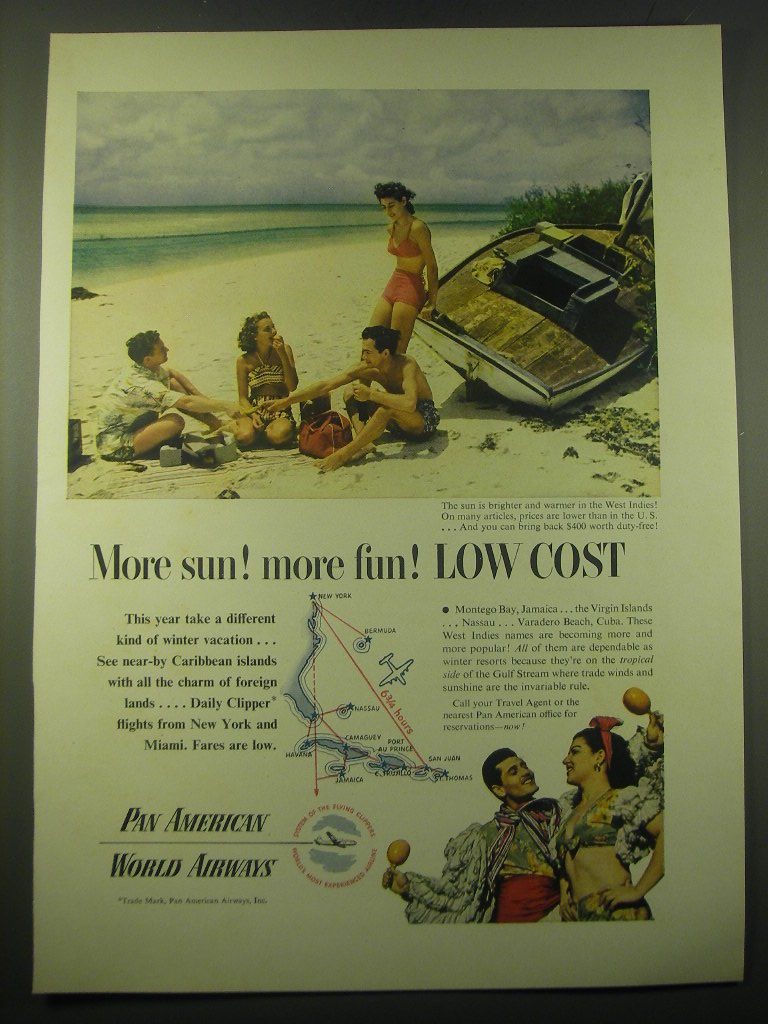 The sun is brighter and warmer in the West Indies!
On many articles, prices are lower than in the U. S.
. . . And you can bring back $400 worth duty-free!
More sun! more fun! LOW COST
This year take a different
kind of winter vacation . . .
See near-by Caribbean islands
with all the charm of foreign
lands . . . . Daily Clipper*
flights from New York and
Miami. Fares are low.
NEW YORK
BERMUDA
6¾ hours
NASSAU
CAMAGUEY
HAVANA
PORT
AU PRINCE
SAN JUAN
JAMAICA
C. TRUJILLO
ST. THOMAS
● Montego Bay, Jamaica . . . the Virgin Islands
. . . Nassau . . . Varadero Beach, Cuba. These
West Indies names are becoming more and
more popular! All of them are dependable as
winter resorts because they're on the tropical
side of the Gulf Stream where trade winds and
sunshine are the invariable rule.
Call your Travel Agent or the
nearest Pan American office for
reservations—now!
PAN AMERICAN
WORLD AIRWAYS
SYSTEM OF THE FLYING CLIPPERS
WORLD'S MOST EXPERIENCED AIRLINE
*Trade Mark, Pan American Airways, Inc.